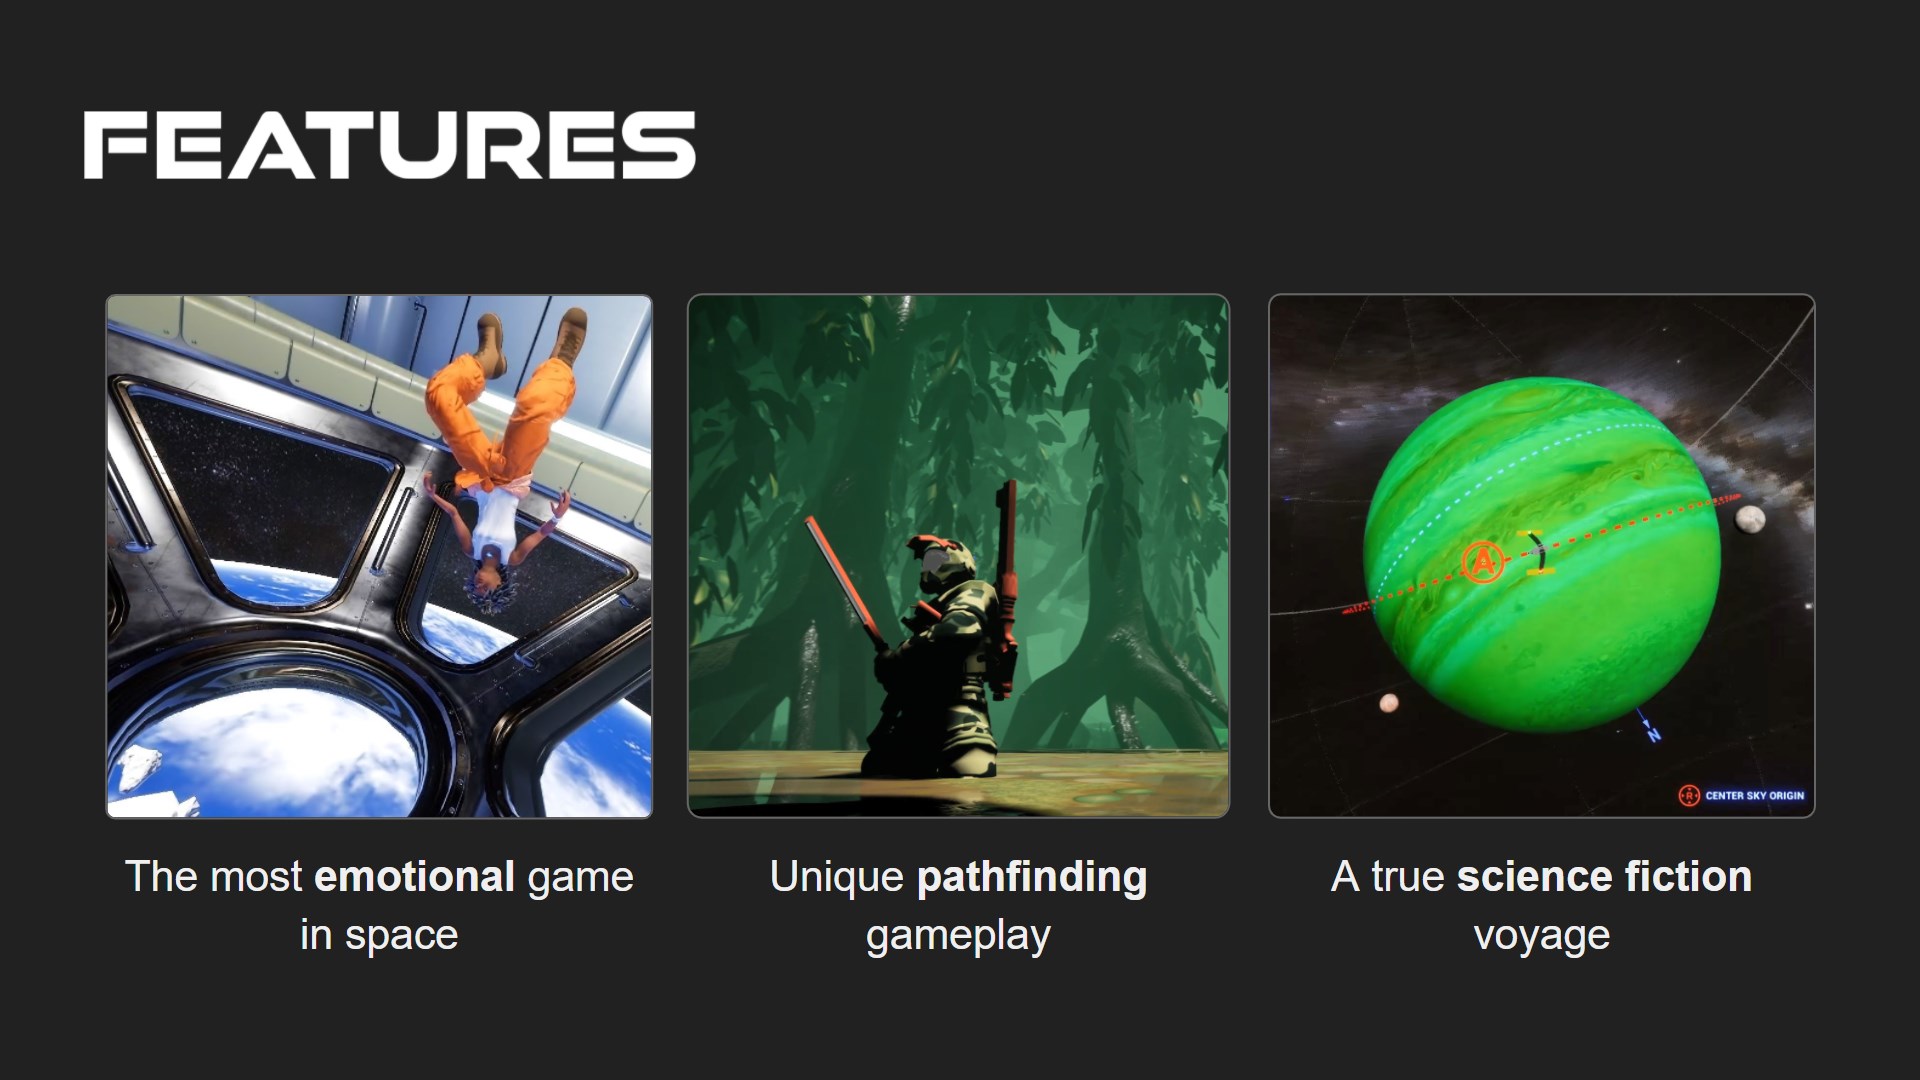 FEATURES
A
N
R CENTER SKY ORIGIN
The most emotional game
in space
Unique pathfinding
gameplay
A true science fiction
voyage